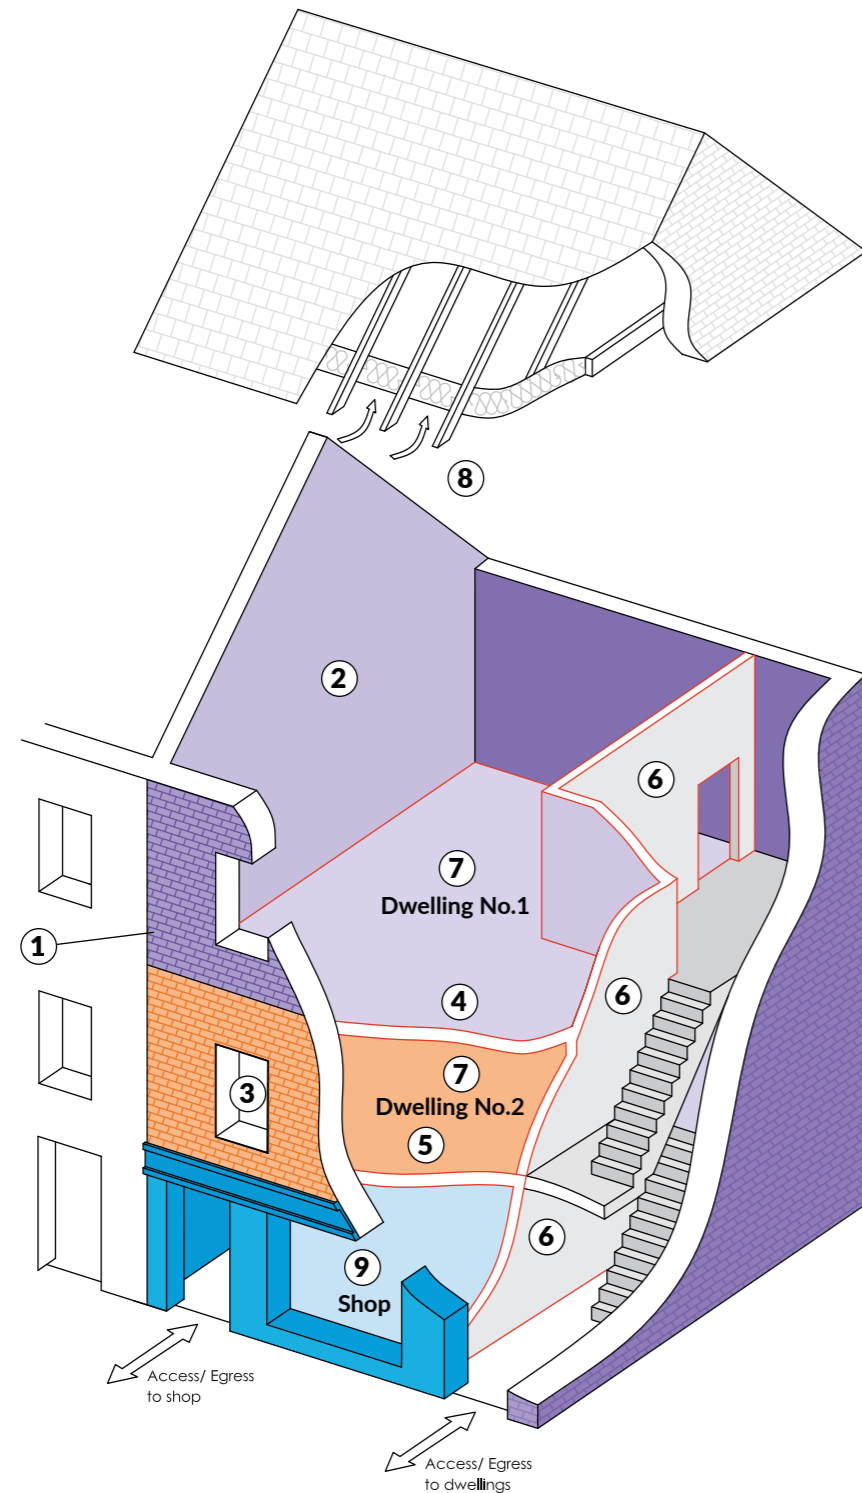 8
2
6
7
Dwelling No.1
1
4
6
7
3
Dwelling No.2
5
6
9
Shop
Access/ Egress
to shop
Access/ Egress
to dwellings